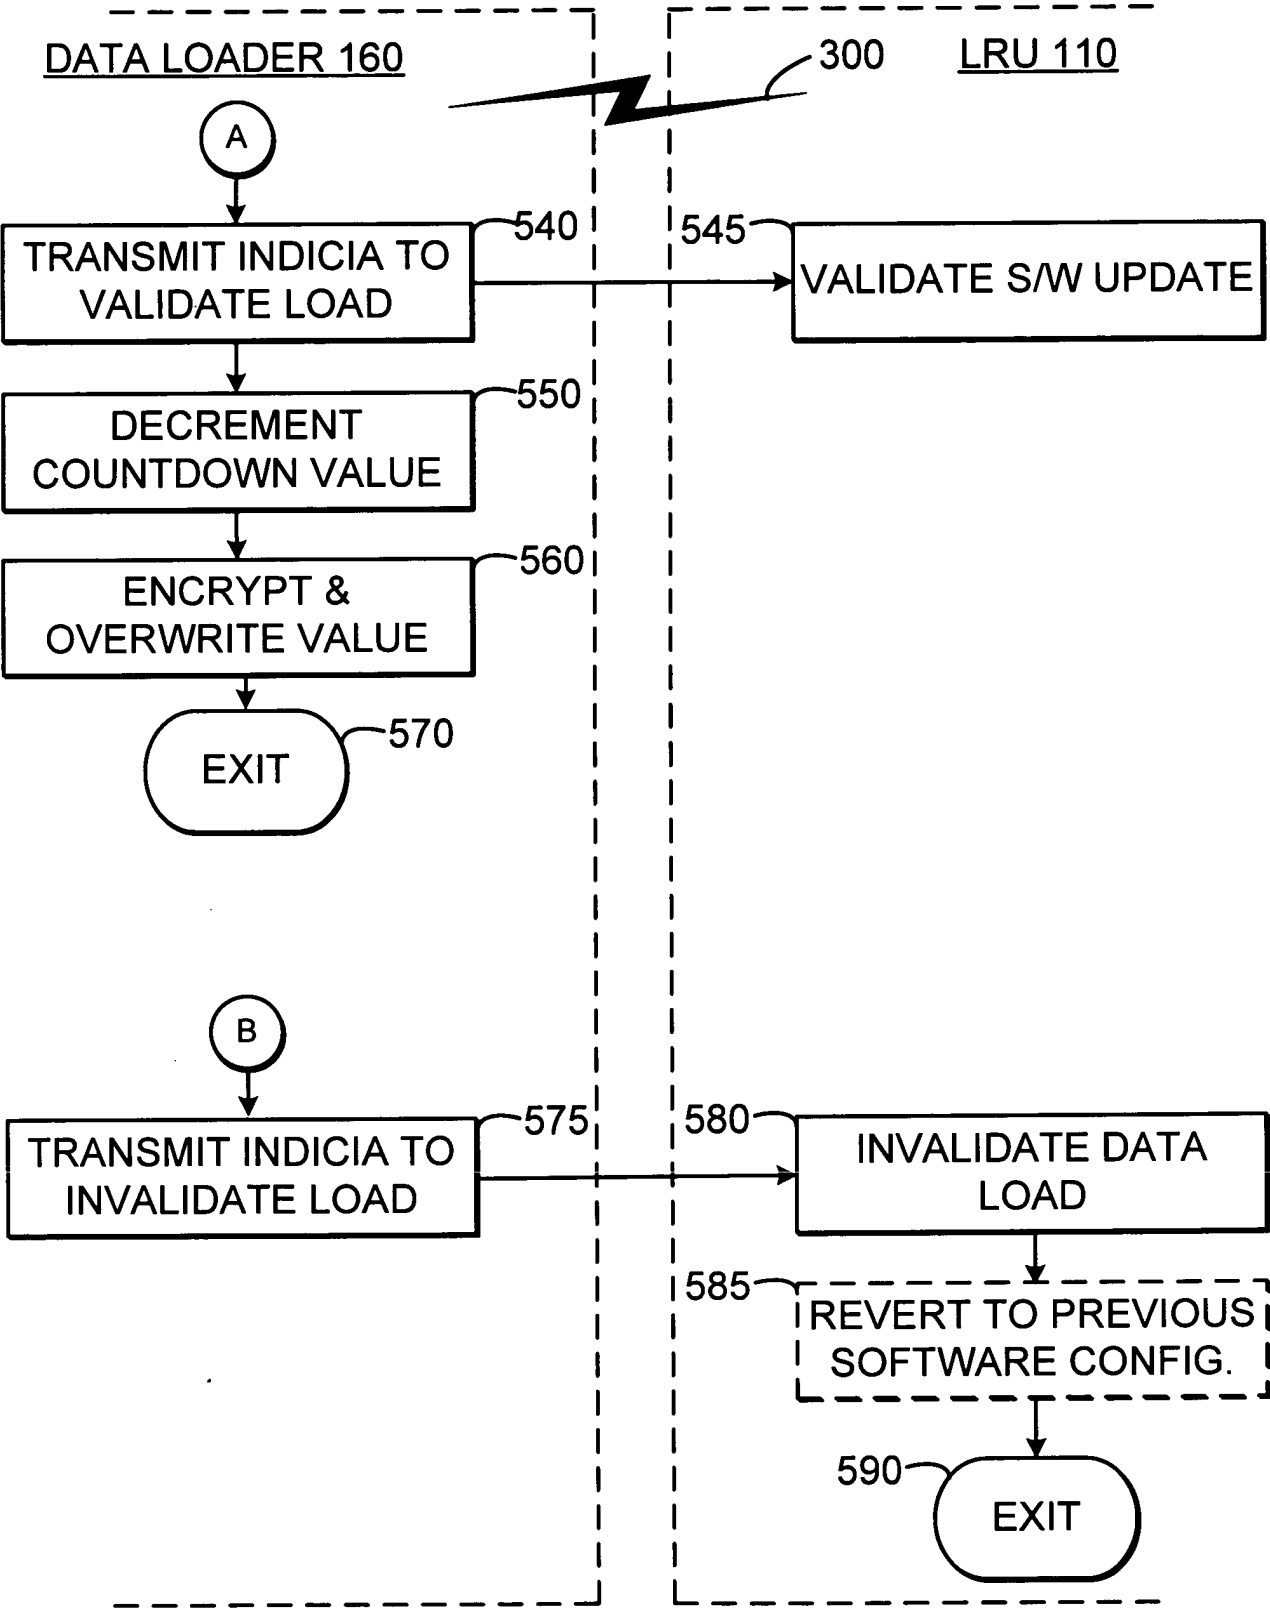 DATA LOADER 160
300
LRU 110
A
540
545
TRANSMIT INDICIA TO
VALIDATE LOAD
VALIDATE S/W UPDATE
550
DECREMENT
COUNTDOWN VALUE
560
ENCRYPT &
OVERWRITE VALUE
570
EXIT
B
575
580
TRANSMIT INDICIA TO
INVALIDATE LOAD
INVALIDATE DATA
LOAD
585
REVERT TO PREVIOUS
SOFTWARE CONFIG.
590
EXIT